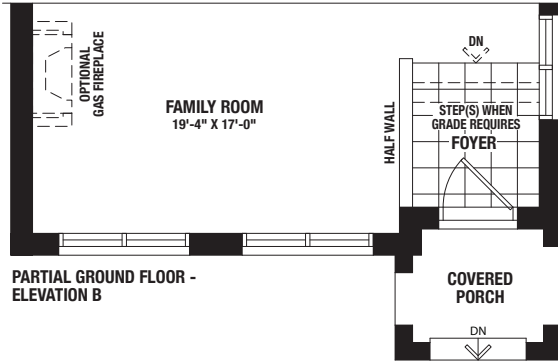 OPTIONAL
GAS FIREPLACE
FAMILY ROOM
19'-4" X 17'-0"
HALF WALL
DN
STEP(S) WHEN
GRADE REQUIRES
FOYER
PARTIAL GROUND FLOOR -
ELEVATION B
COVERED
PORCH
DN